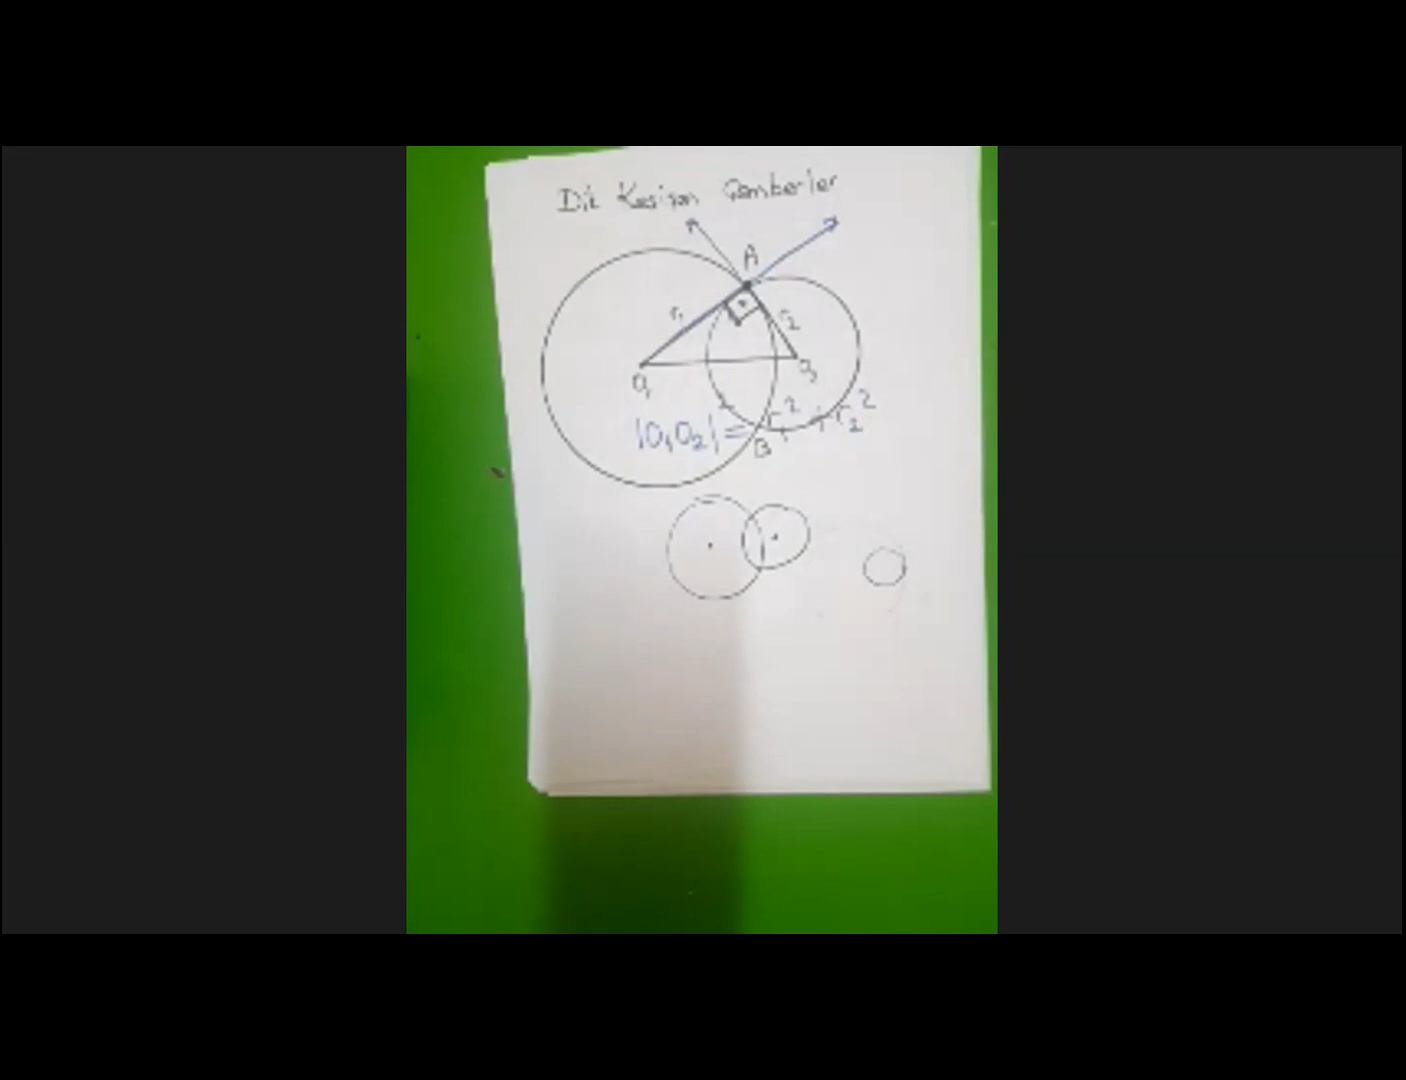 Dik Kesişen Çemberler
A
r₁
r₂
O₁
O₂
|O₁O₂|² = r₁² + r₂²
B